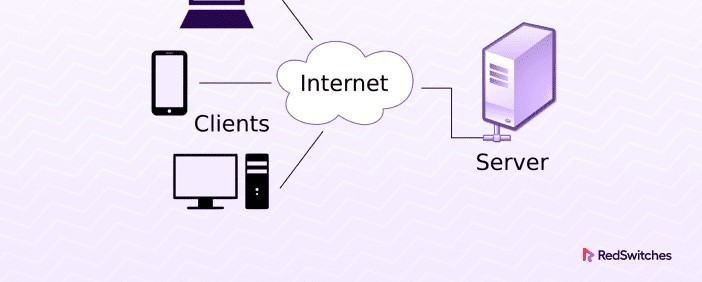 Internet
Clients
Server
RedSwitches